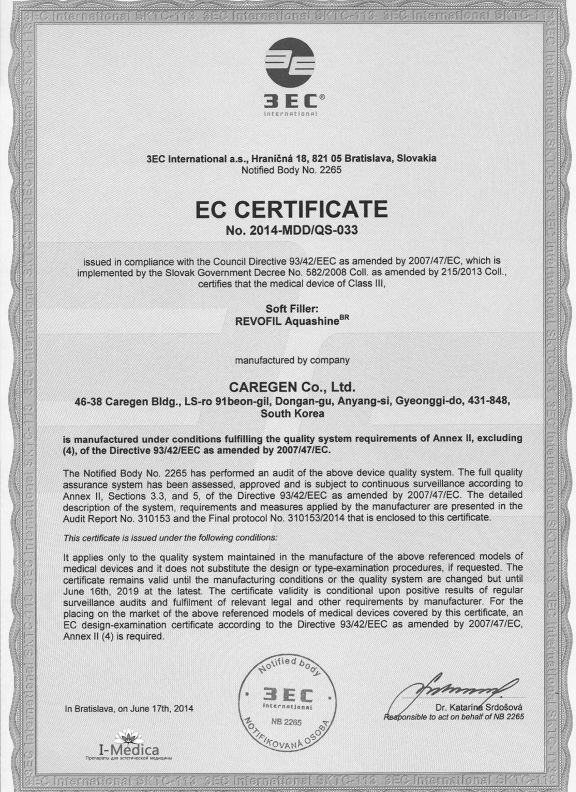 3EC International SKTC-113 3EC International SKTC-113 3EC International SKTC-113
3EC®
international
3EC International a.s., Hraničná 18, 821 05 Bratislava, Slovakia
Notified Body No. 2265
EC CERTIFICATE
No. 2014-MDD/QS-033
issued in compliance with the Council Directive 93/42/EEC as amended by 2007/47/EC, which is
implemented by the Slovak Government Decree No. 582/2008 Coll. as amended by 215/2013 Coll.,
certifies that the medical device of Class III,
Soft Filler:
REVOFIL Aquashine BR
manufactured by company
CAREGEN Co., Ltd.
46-38 Caregen Bldg., LS-ro 91beon-gil, Dongan-gu, Anyang-si, Gyeonggi-do, 431-848,
South Korea
is manufactured under conditions fulfilling the quality system requirements of Annex II, excluding
(4), of the Directive 93/42/EEC as amended by 2007/47/EC.
The Notified Body No. 2265 has performed an audit of the above device quality system. The full quality
assurance system has been assessed, approved and is subject to continuous surveillance according to
Annex II, Sections 3.3, and 5, of the Directive 93/42/EEC as amended by 2007/47/EC. The detailed
description of the system, requirements and measures applied by the manufacturer are presented in the
Audit Report No. 310153 and the Final protocol No. 310153/2014 that is enclosed to this certificate.
This certificate is issued under the following conditions:
It applies only to the quality system maintained in the manufacture of the above referenced models of
medical devices and it does not substitute the design or type-examination procedures, if requested. The
certificate remains valid until the manufacturing conditions or the quality system are changed but until
June 16th, 2019 at the latest. The certificate validity is conditional upon positive results of regular
surveillance audits and fulfilment of relevant legal and other requirements by manufacturer. For the
placing on the market of the above referenced models of medical devices covered by this certificate, an
EC design-examination certificate according to the Directive 93/42/EEC as amended by 2007/47/EC,
Annex II (4) is required.
Notified body
3EC
international
NB 2265
NOTIFIKOVANÁ OSOBA
In Bratislava, on June 17th, 2014
Dr. Katarína Srdošová
Responsible to act on behalf of NB 2265
I-Medica
Препараты для эстетической медицины
3EC International SKTC-113 3EC International SKTC-113 3EC International SKTC-113